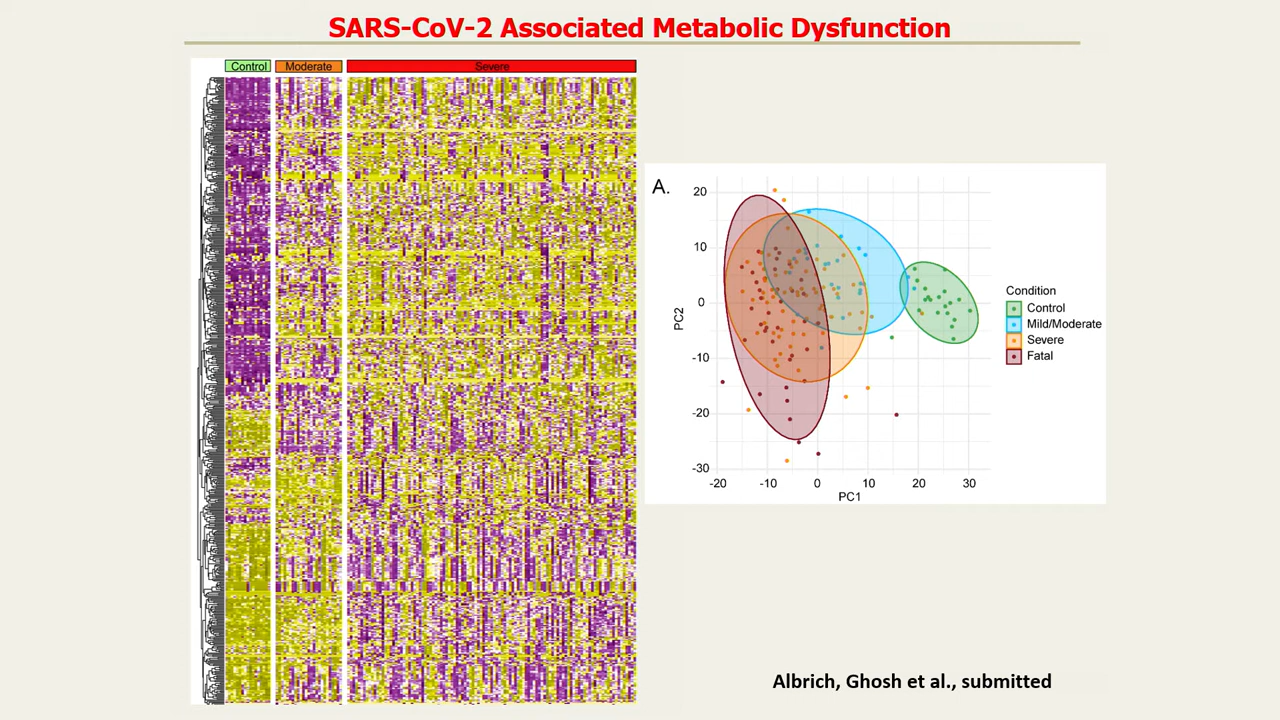 SARS-CoV-2 Associated Metabolic Dysfunction
Control
Moderate
Severe
A.
20
10
0
-10
-20
-30
PC2
-20
-10
0
10
20
30
PC1
Condition
Control
Mild/Moderate
Severe
Fatal
Albrich, Ghosh et al., submitted